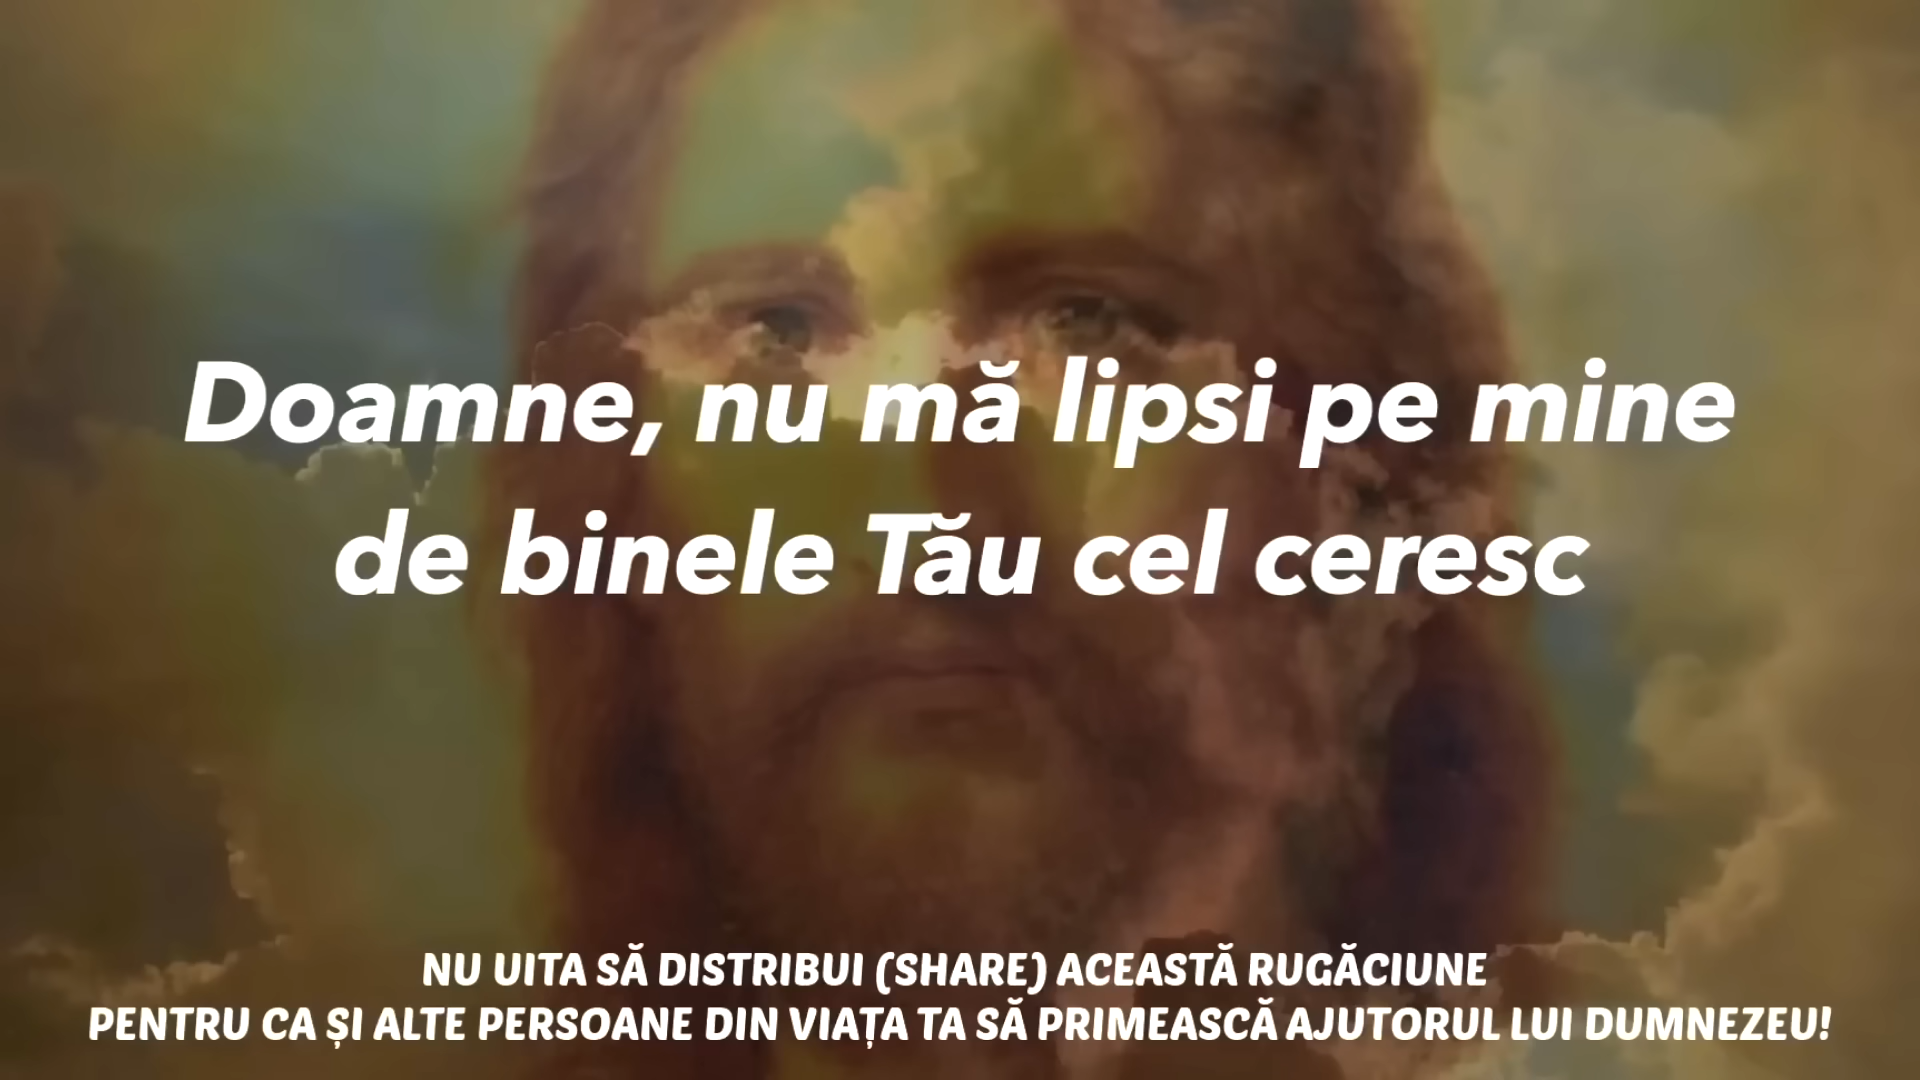 Doamne, nu mă lipsi pe mine
de binele Tău cel ceresc
NU UITA SĂ DISTRIBUI (SHARE) ACEASTĂ RUGĂCIUNE
PENTRU CA ȘI ALTE PERSOANE DIN VIAȚA TA SĂ PRIMEASCĂ AJUTORUL LUI DUMNEZEU!